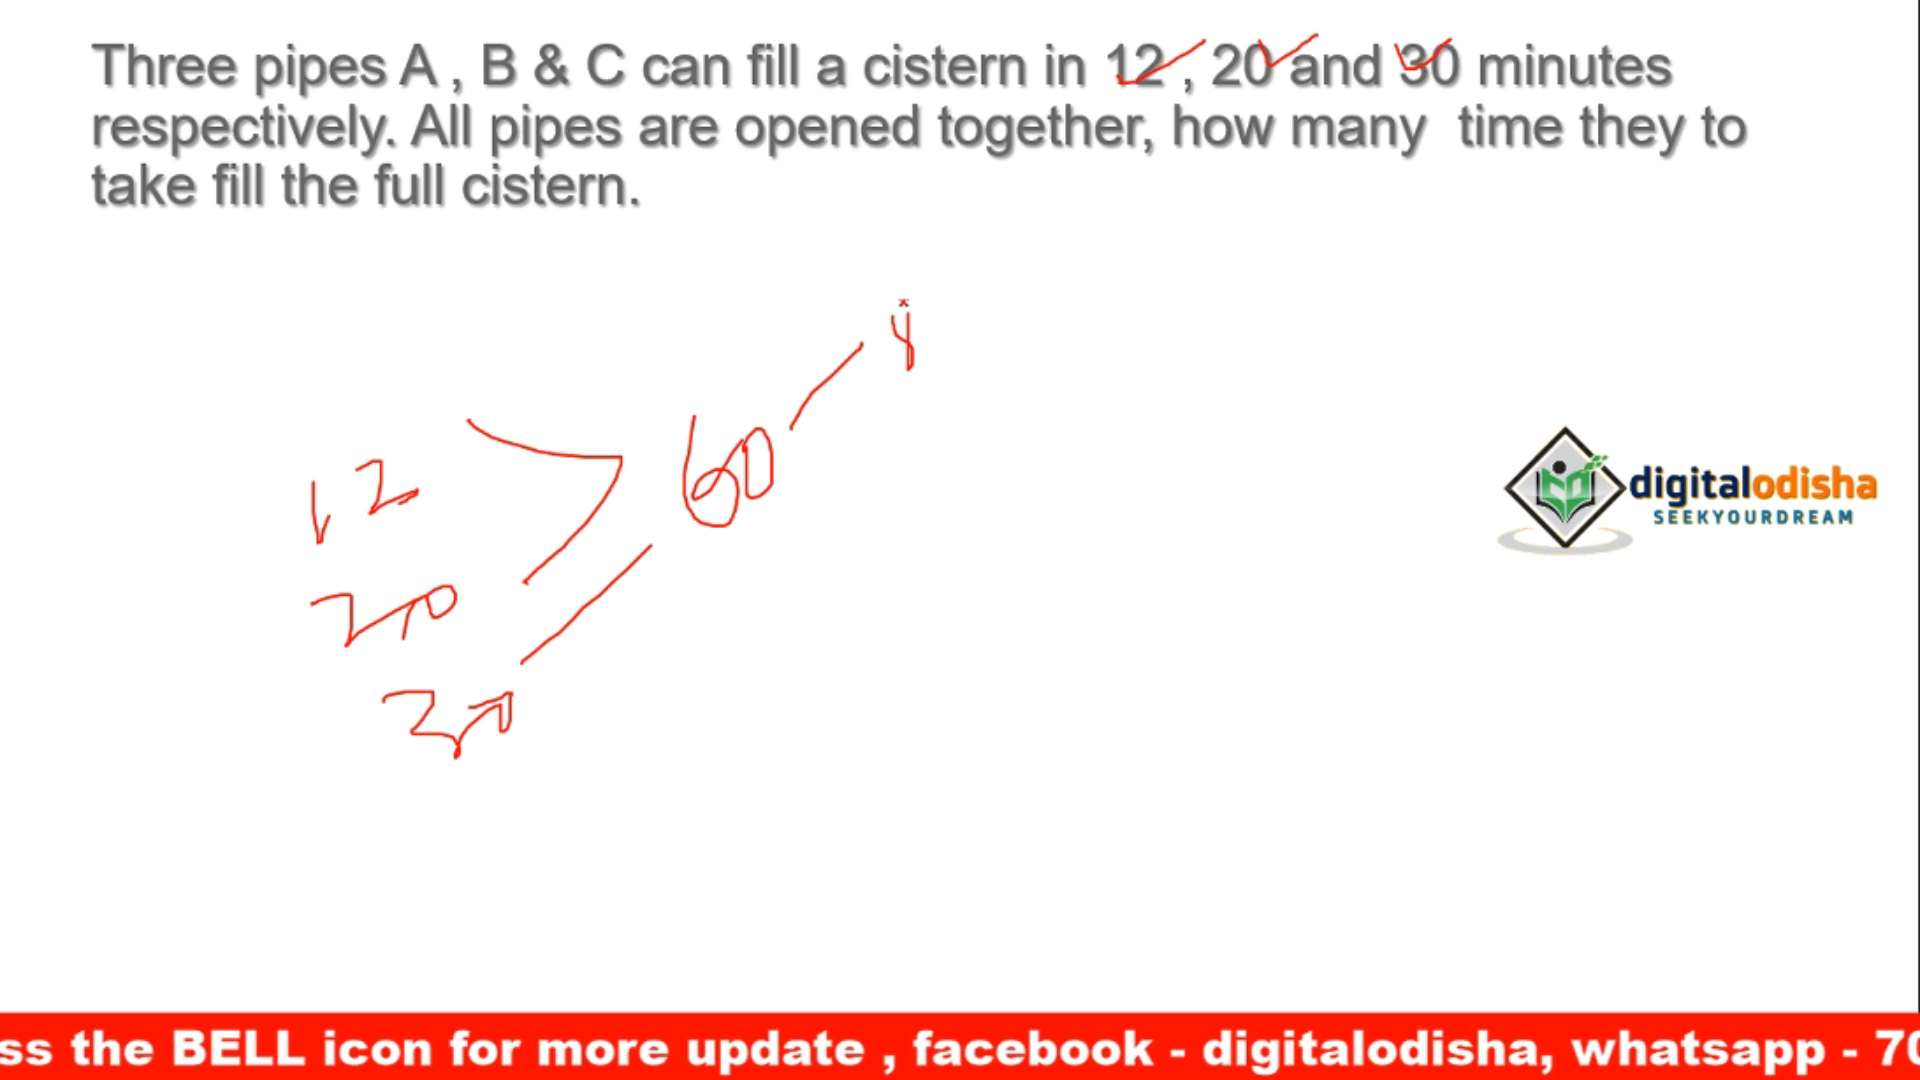 Three pipes A , B & C can fill a cistern in 12 , 20 and 30 minutes
respectively. All pipes are opened together, how many time they to
take fill the full cistern.
12
20
30
60
digitalodisha
SEEKYOURDREAM
ss the BELL icon for more update , facebook - digitalodisha, whatsapp - 70